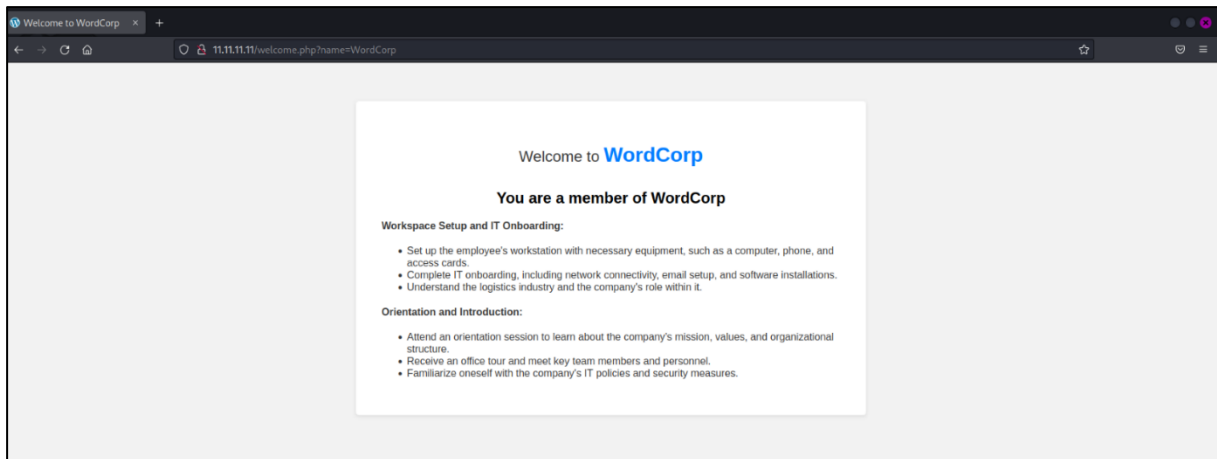 Welcome to WordCorp
11.11.11.11/welcome.php?name=WordCorp
Welcome to WordCorp
You are a member of WordCorp
Workspace Setup and IT Onboarding:
• Set up the employee's workstation with necessary equipment, such as a computer, phone, and
access cards.
• Complete IT onboarding, including network connectivity, email setup, and software installations.
• Understand the logistics industry and the company's role within it.
Orientation and Introduction:
• Attend an orientation session to learn about the company's mission, values, and organizational
structure.
• Receive an office tour and meet key team members and personnel.
• Familiarize oneself with the company's IT policies and security measures.